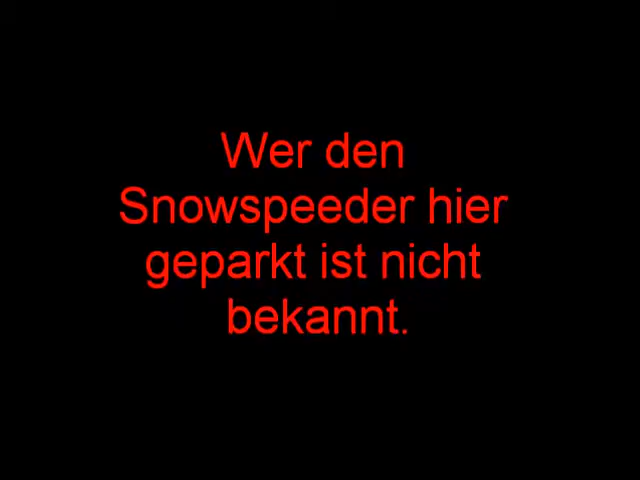 Wer den
Snowspeeder hier
geparkt ist nicht
bekannt.